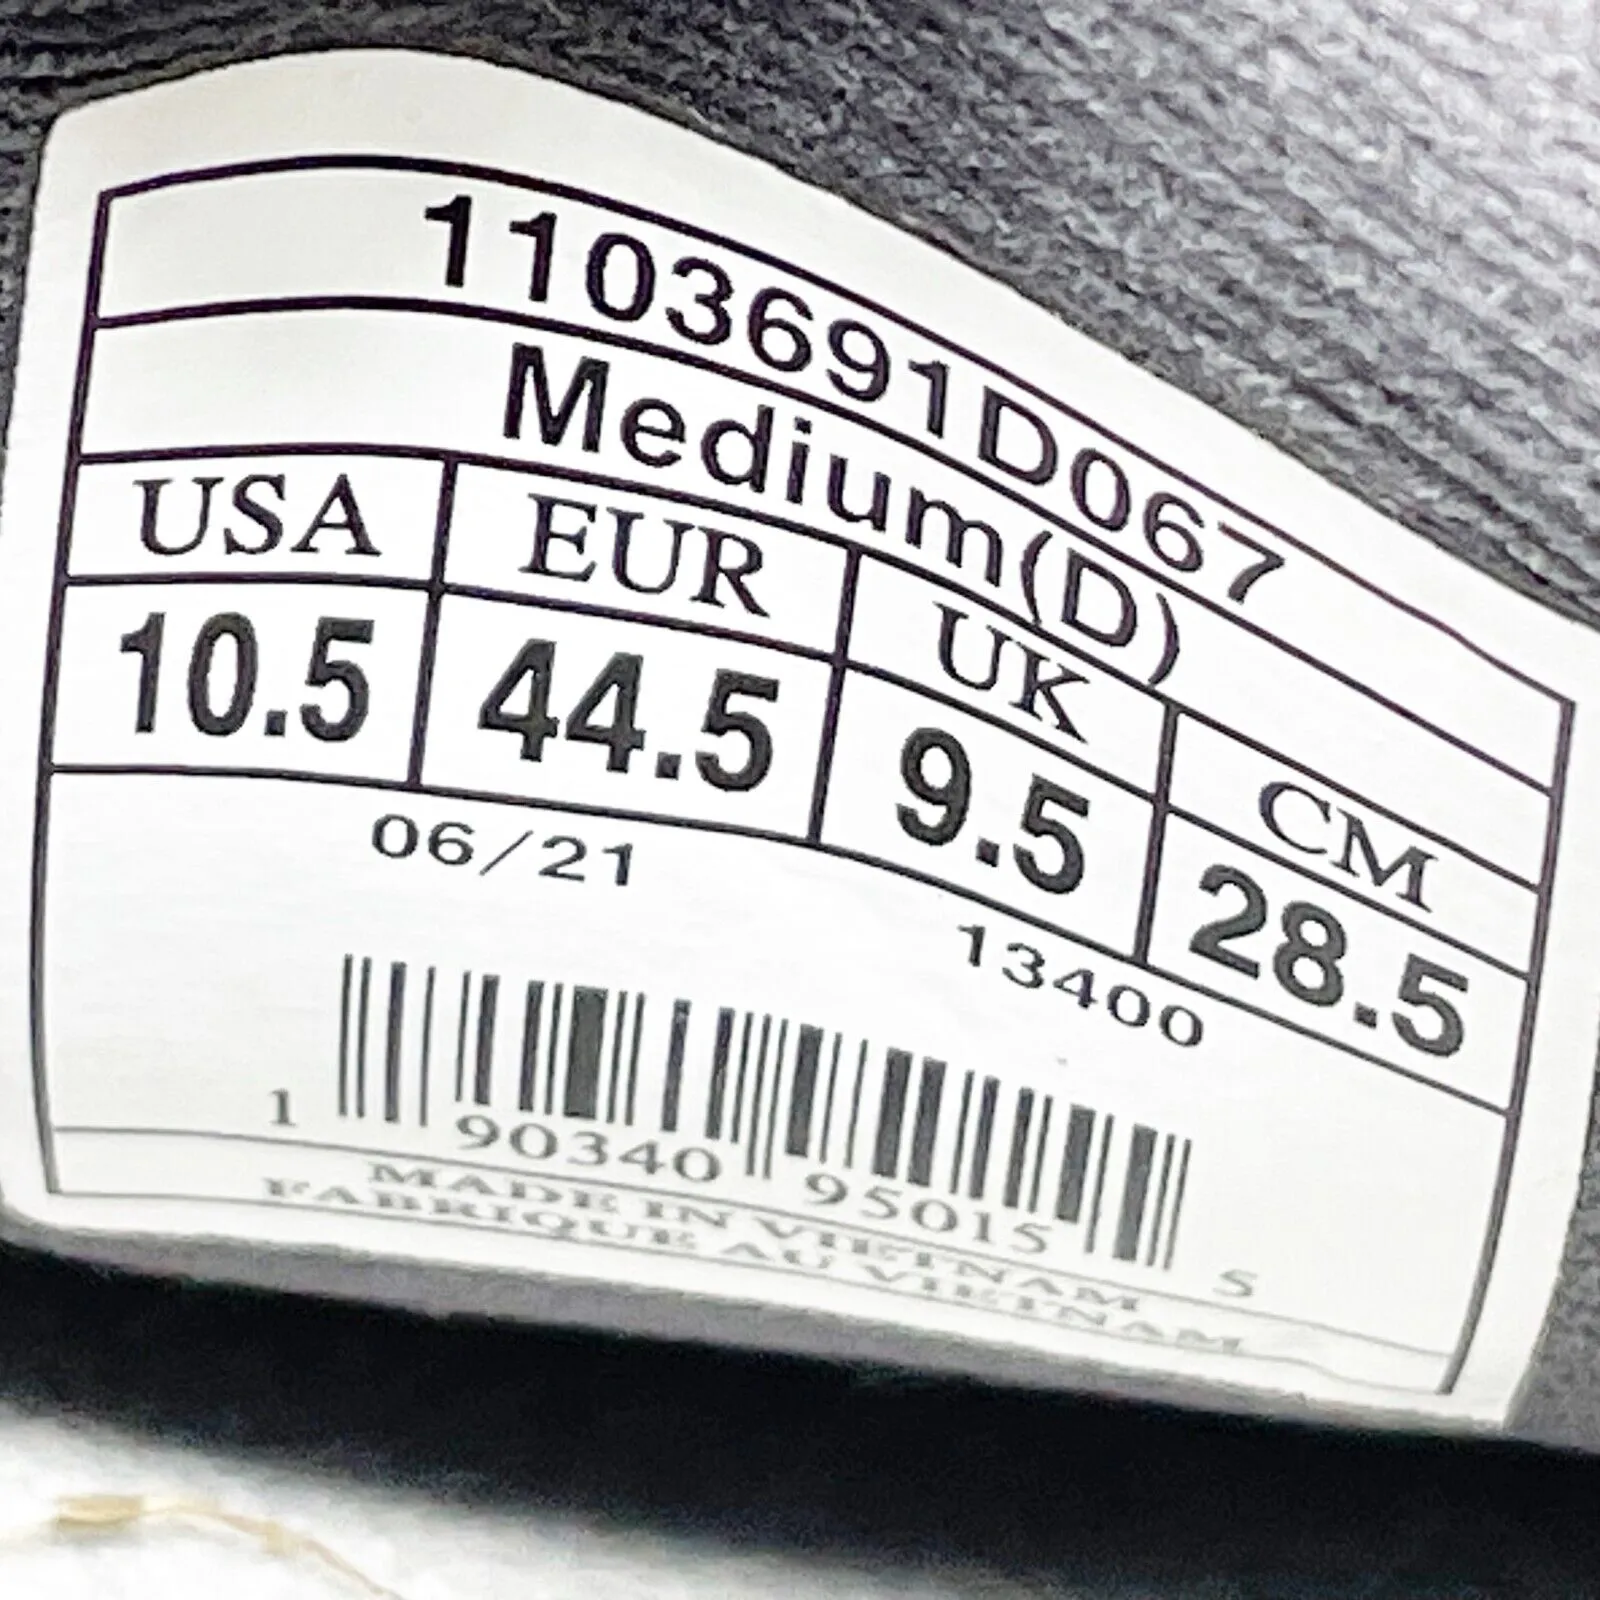 1103691D067
Medium(D)
USA EUR UK CM
10.5 44.5 9.5 28.5
06/21 13400
1 90340 95015 5
MADE IN VIETNAM
FABRIQUE AU VIETNAM